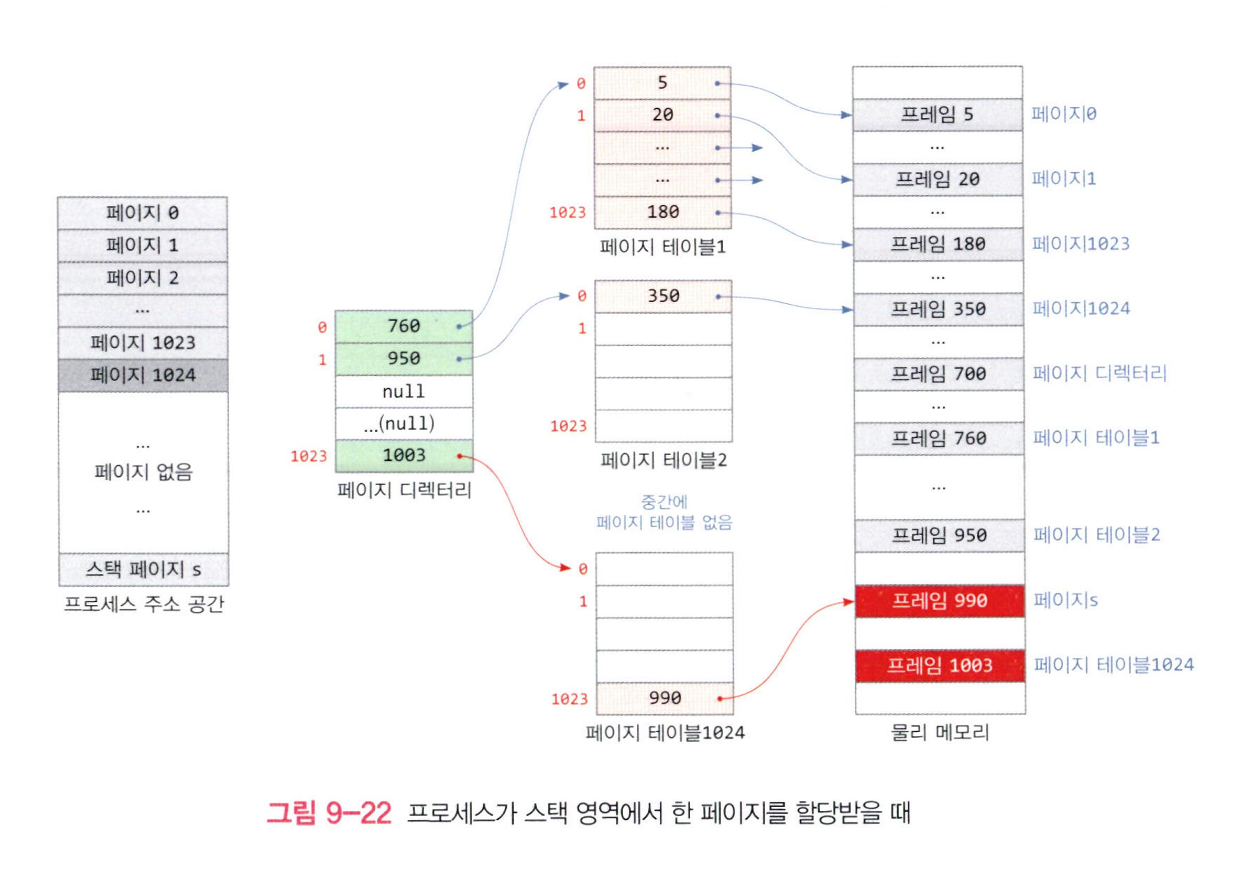 페이지 0
페이지 1
페이지 2
...
페이지 1023
페이지 1024
...
페이지 없음
...
스택 페이지 s
프로세스 주소 공간
0
760
1
950
null
...(null)
1023
1003
페이지 디렉터리
0
5
1
20
...
...
1023
180
페이지 테이블1
0
350
1
1023
페이지 테이블2
중간에
페이지 테이블 없음
0
1
1023
990
페이지 테이블1024
프레임 5
페이지0
...
프레임 20
페이지1
...
프레임 180
페이지1023
...
프레임 350
페이지1024
...
프레임 700
페이지 디렉터리
...
프레임 760
페이지 테이블1
...
프레임 950
페이지 테이블2
프레임 990
페이지s
프레임 1003
페이지 테이블1024
물리 메모리
그림 9-22 프로세스가 스택 영역에서 한 페이지를 할당받을 때